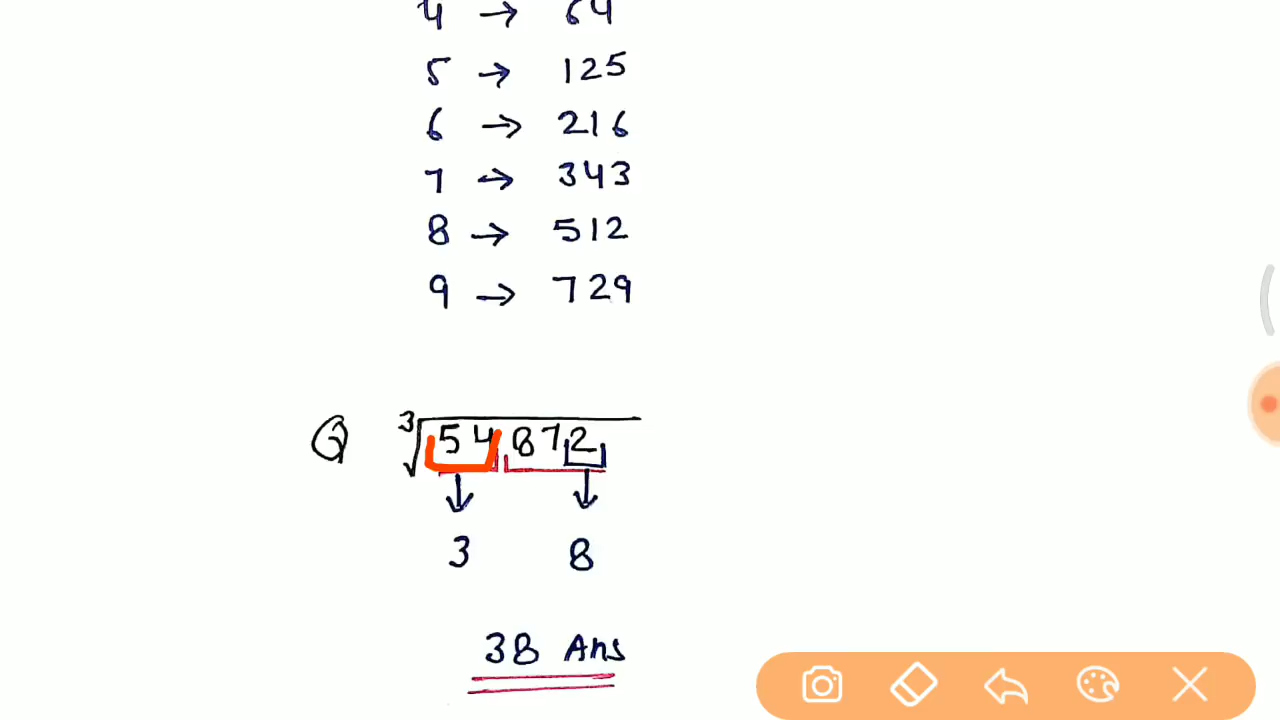 4 → 64
5 → 125
6 → 216
7 → 343
8 → 512
9 → 729
Q ∛54872
↓ ↓
3 8
38 Ans